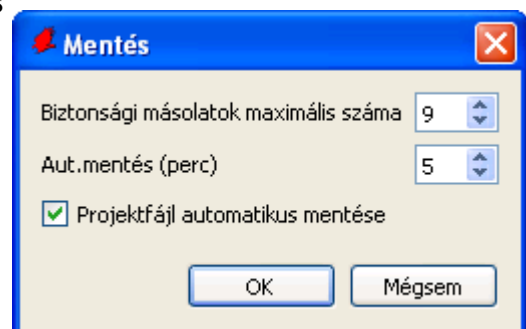 Mentés
Biztonsági másolatok maximális száma 9
Aut.mentés (perc) 5
Projektfájl automatikus mentése
OK Mégsem